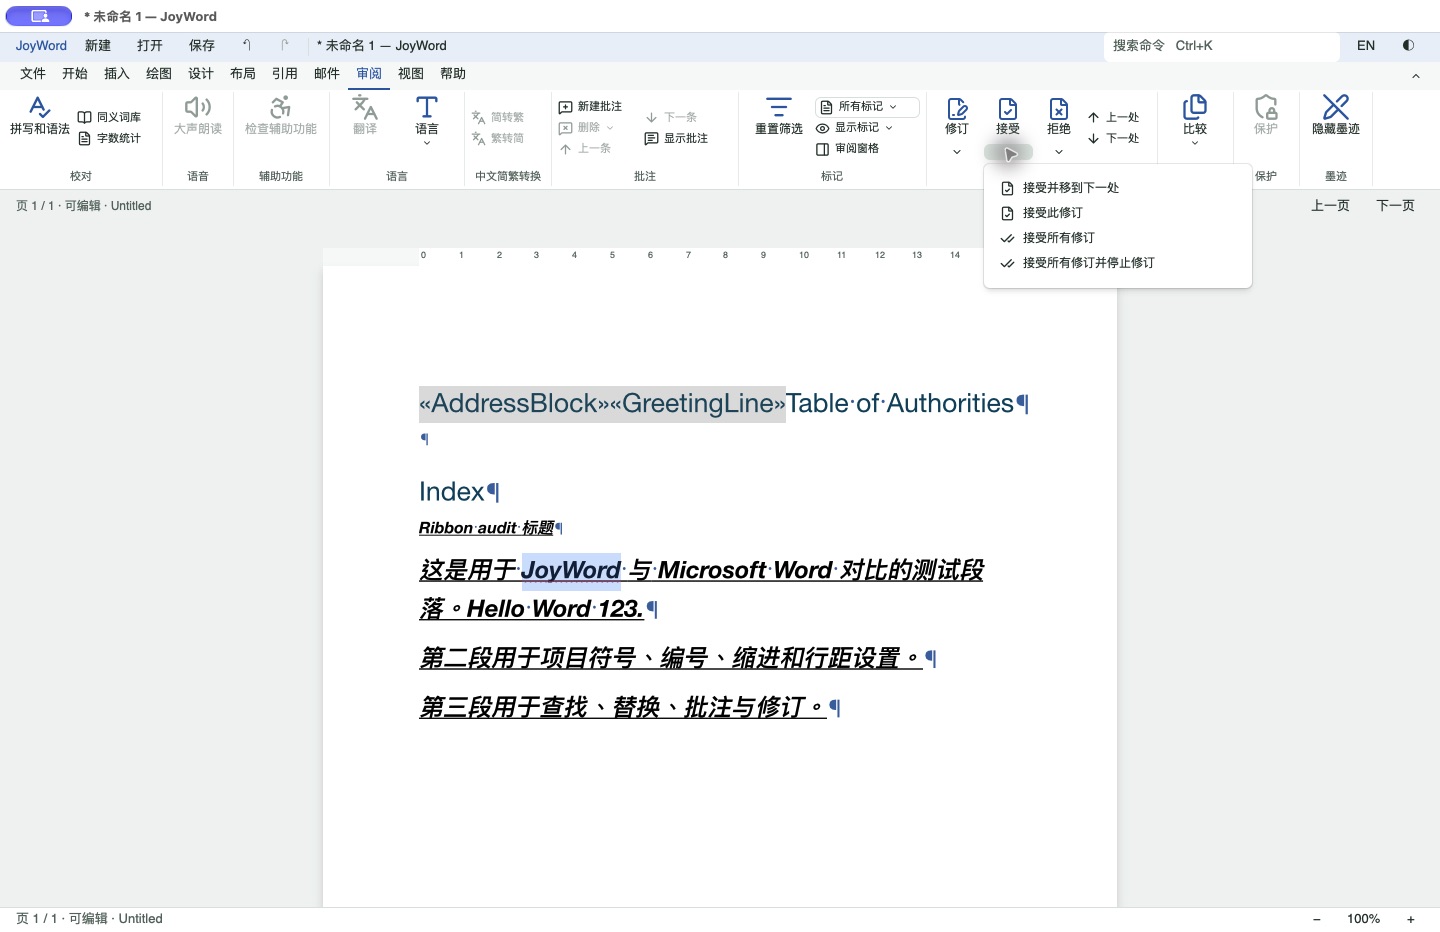 * 未命名 1 — JoyWord
JoyWord 新建 打开 保存 * 未命名 1 — JoyWord 搜索命令 Ctrl+K EN
文件 开始 插入 绘图 设计 布局 引用 邮件 审阅 视图 帮助
拼写和语法 同义词库 字数统计 校对
大声朗读 语音
检查辅助功能 辅助功能
翻译 语言 语言
简转繁 繁转简 中文简繁转换
新建批注 删除 上一条 下一条 显示批注 批注
重置筛选 所有标记 显示标记 审阅窗格 标记
修订 接受 拒绝 上一处 下一处
比较
保护 保护
隐藏墨迹 墨迹
接受并移到下一处
接受此修订
接受所有修订
接受所有修订并停止修订
页 1 / 1 · 可编辑 · Untitled 上一页 下一页
0 1 2 3 4 5 6 7 8 9 10 11 12 13 14
«AddressBlock»«GreetingLine»Table·of·Authorities¶
¶
Index¶
Ribbon·audit·标题¶
这是用于·JoyWord·与·Microsoft·Word·对比的测试段
落。Hello·Word·123.¶
第二段用于项目符号、编号、缩进和行距设置。¶
第三段用于查找、替换、批注与修订。¶
页 1 / 1 · 可编辑 · Untitled − 100% +